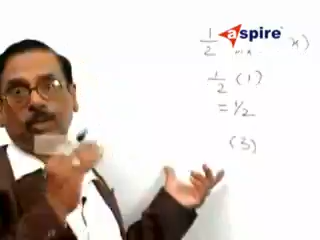 1/2 aspire x)
1/2 (1)
= 1/2
(3)